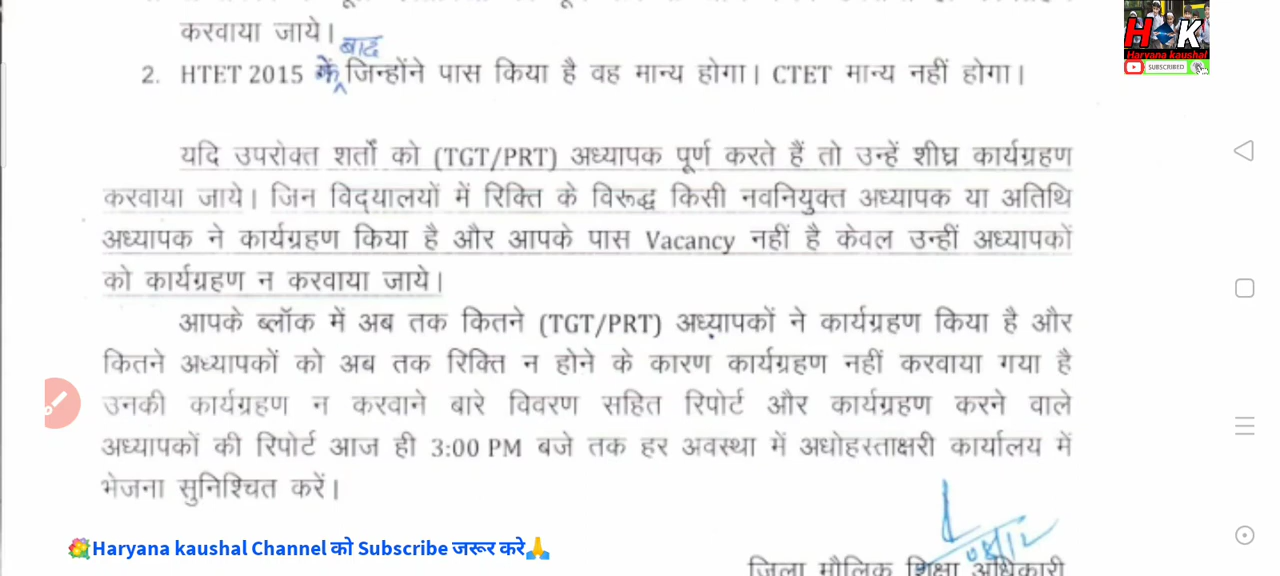 करवाया जाये।
बाद
2. HTET 2015 में जिन्होंने पास किया है वह मान्य होगा। CTET मान्य नहीं होगा।
यदि उपरोक्त शर्तों को (TGT/PRT) अध्यापक पूर्ण करते हैं तो उन्हें शीघ्र कार्यग्रहण
करवाया जाये। जिन विद्यालयों में रिक्ति के विरूद्ध किसी नवनियुक्त अध्यापक या अतिथि
अध्यापक ने कार्यग्रहण किया है और आपके पास Vacancy नहीं है केवल उन्हीं अध्यापकों
को कार्यग्रहण न करवाया जाये।
आपके ब्लॉक में अब तक कितने (TGT/PRT) अध्यापकों ने कार्यग्रहण किया है और
कितने अध्यापकों को अब तक रिक्ति न होने के कारण कार्यग्रहण नहीं करवाया गया है
उनकी कार्यग्रहण न करवाने बारे विवरण सहित रिपोर्ट और कार्यग्रहण करने वाले
अध्यापकों की रिपोर्ट आज ही 3:00 PM बजे तक हर अवस्था में अधोहस्ताक्षरी कार्यालय में
भेजना सुनिश्चित करें।
जिला मौलिक शिक्षा अधिकारी
💐Haryana kaushal Channel को Subscribe जरूर करे🙏
H K
Haryana kaushal
SUBSCRIBED